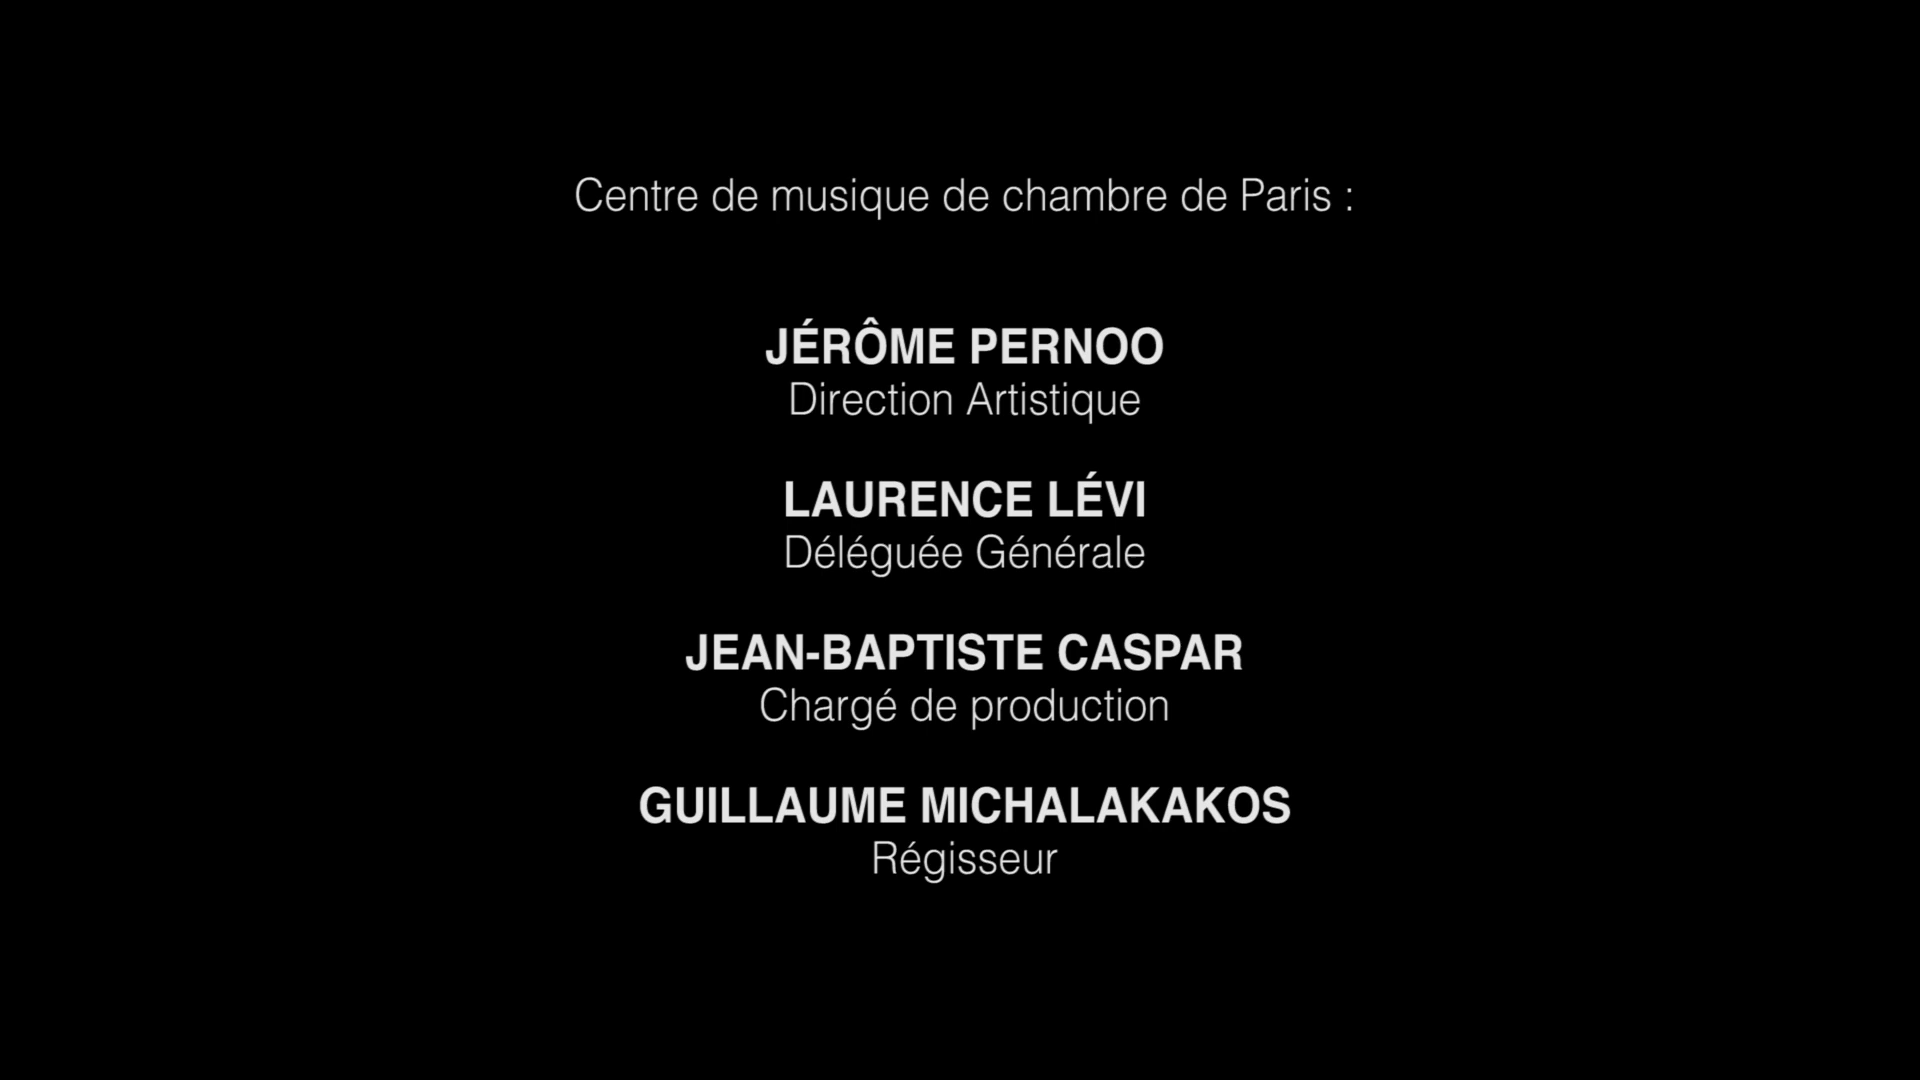 Centre de musique de chambre de Paris :
JÉRÔME PERNOO
Direction Artistique
LAURENCE LÉVI
Déléguée Générale
JEAN-BAPTISTE CASPAR
Chargé de production
GUILLAUME MICHALAKAKOS
Régisseur